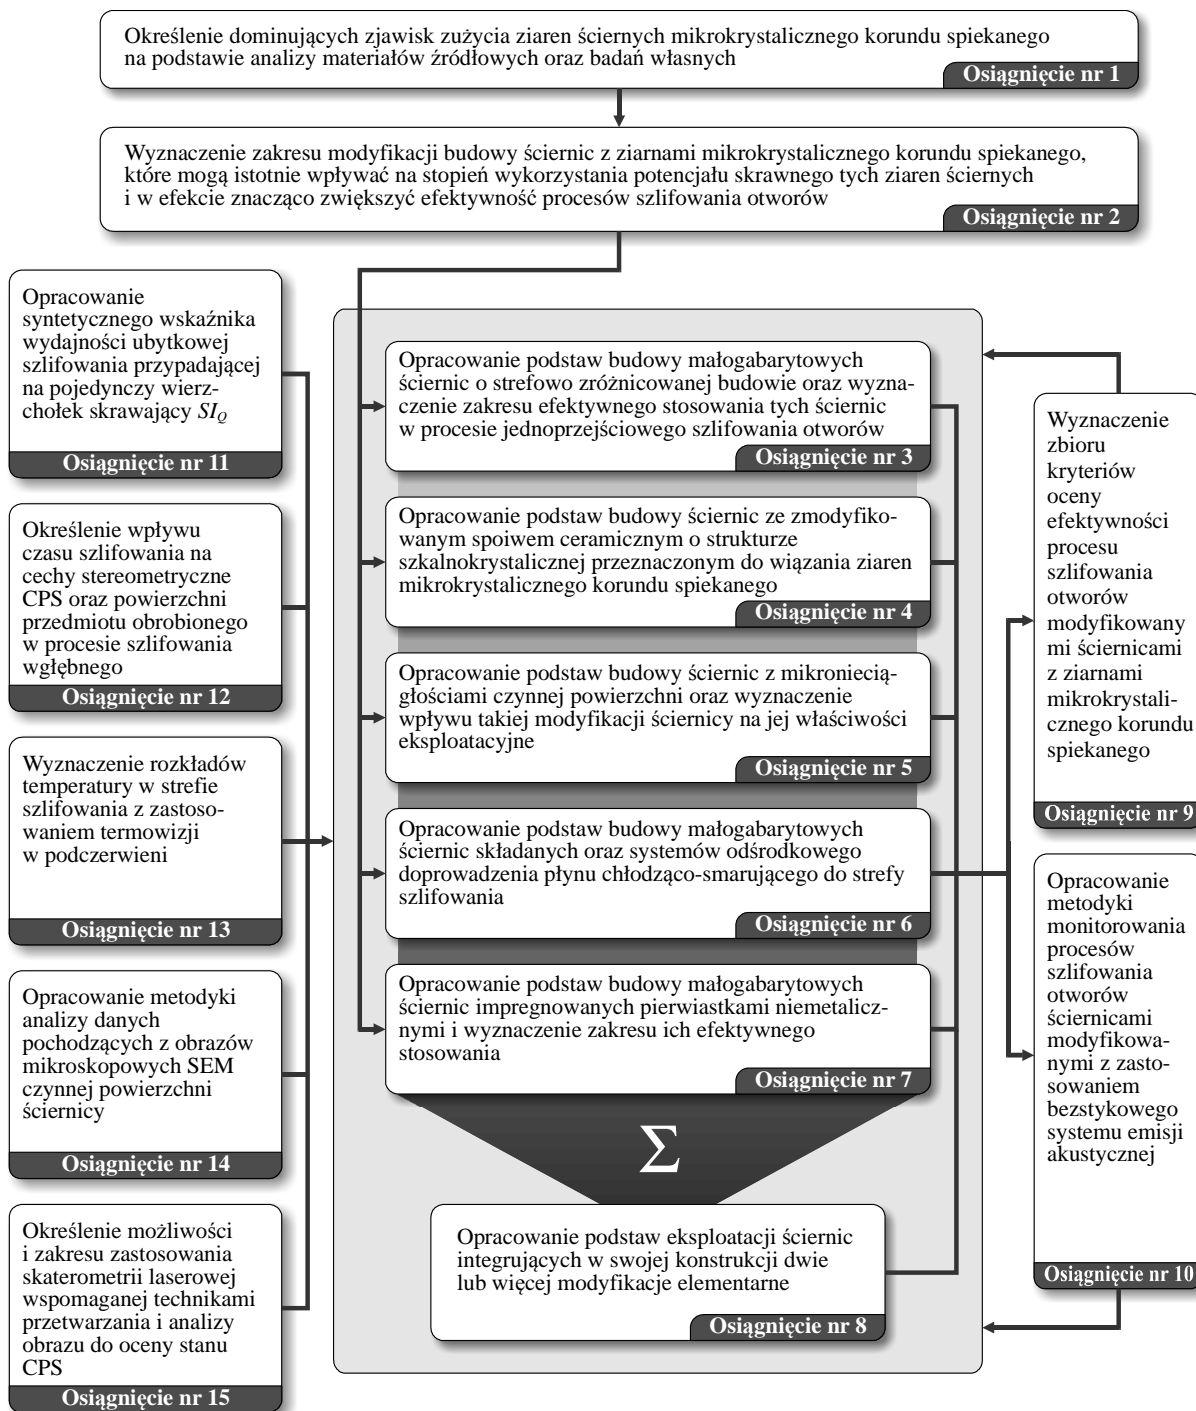 Określenie dominujących zjawisk zużycia ziaren ściernych mikrokrystalicznego korundu spiekanego
na podstawie analizy materiałów źródłowych oraz badań własnych
Osiągnięcie nr 1
Wyznaczenie zakresu modyfikacji budowy ściernic z ziarnami mikrokrystalicznego korundu spiekanego,
które mogą istotnie wpływać na stopień wykorzystania potencjału skrawnego tych ziaren ściernych
i w efekcie znacząco zwiększyć efektywność procesów szlifowania otworów
Osiągnięcie nr 2
Opracowanie
syntetycznego wskaźnika
wydajności ubytkowej
szlifowania przypadającej
na pojedynczy wierz-
chołek skrawający SI_Q
Osiągnięcie nr 11
Określenie wpływu
czasu szlifowania na
cechy stereometryczne
CPS oraz powierzchni
przedmiotu obrobionego
w procesie szlifowania
wgłębnego
Osiągnięcie nr 12
Wyznaczenie rozkładów
temperatury w strefie
szlifowania z zastoso-
waniem termowizji
w podczerwieni
Osiągnięcie nr 13
Opracowanie metodyki
analizy danych
pochodzących z obrazów
mikroskopowych SEM
czynnej powierzchni
ściernicy
Osiągnięcie nr 14
Określenie możliwości
i zakresu zastosowania
skaterometrii laserowej
wspomaganej technikami
przetwarzania i analizy
obrazu do oceny stanu
CPS
Osiągnięcie nr 15
Opracowanie podstaw budowy małogabarytowych
ściernic o strefowo zróżnicowanej budowie oraz wyzna-
czenie zakresu efektywnego stosowania tych ściernic
w procesie jednoprzejściowego szlifowania otworów
Osiągnięcie nr 3
Opracowanie podstaw budowy ściernic ze zmodyfiko-
wanym spoiwem ceramicznym o strukturze
szkalnokrystalicznej przeznaczonym do wiązania ziaren
mikrokrystalicznego korundu spiekanego
Osiągnięcie nr 4
Opracowanie podstaw budowy ściernic z mikroniecią-
głościami czynnej powierzchni oraz wyznaczenie
wpływu takiej modyfikacji ściernicy na jej właściwości
eksploatacyjne
Osiągnięcie nr 5
Opracowanie podstaw budowy małogabarytowych
ściernic składanych oraz systemów odśrodkowego
doprowadzenia płynu chłodząco-smarującego do strefy
szlifowania
Osiągnięcie nr 6
Opracowanie podstaw budowy małogabarytowych
ściernic impregnowanych pierwiastkami niemetalicz-
nymi i wyznaczenie zakresu ich efektywnego
stosowania
Osiągnięcie nr 7
Σ
Opracowanie podstaw eksploatacji ściernic
integrujących w swojej konstrukcji dwie
lub więcej modyfikacje elementarne
Osiągnięcie nr 8
Wyznaczenie
zbioru
kryteriów
oceny
efektywności
procesu
szlifowania
otworów
modyfikowany
mi ściernicami
z ziarnami
mikrokrystali-
cznego korundu
spiekanego
Osiągnięcie nr 9
Opracowanie
metodyki
monitorowania
procesów
szlifowania
otworów
ściernicami
modyfikowa-
nymi z zasto-
sowaniem
bezstykowego
systemu emisji
akustycznej
Osiągnięcie nr 10